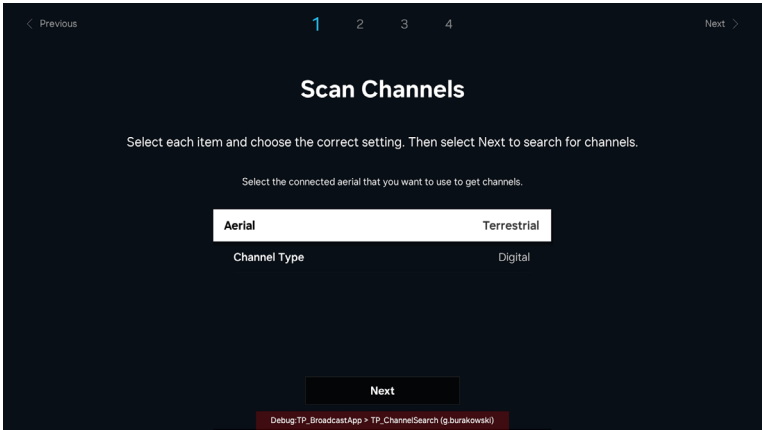 Previous
1 2 3 4
Next
Scan Channels
Select each item and choose the correct setting. Then select Next to search for channels.
Select the connected aerial that you want to use to get channels.
Aerial Terrestrial
Channel Type Digital
Next
Debug:TP_BroadcastApp > TP_ChannelSearch (g.burakowski)